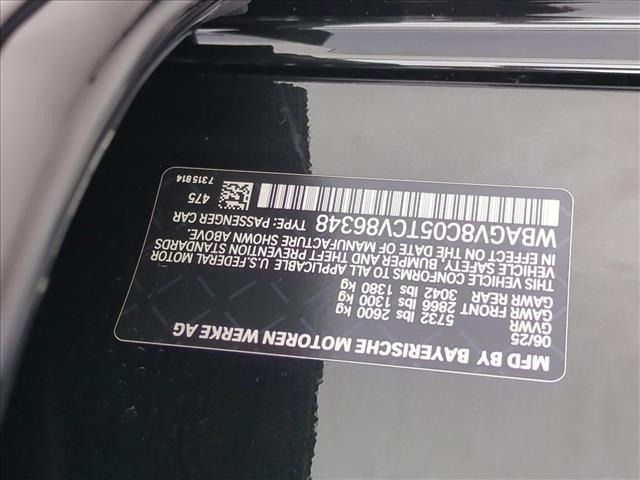 MFD BY BAYERISCHE MOTOREN WERKE AG
06/25
GVWR 5732 lbs 2600 kg
GAWR FRONT 2866 lbs 1300 kg
GAWR REAR 3042 lbs 1380 kg
THIS VEHICLE CONFORMS TO ALL APPLICABLE U.S.FEDERAL MOTOR
VEHICLE SAFETY, BUMPER AND THEFT PREVENTION STANDARDS
IN EFFECT ON THE DATE OF MANUFACTURE SHOWN ABOVE.
WBAGV8C05TCV86348 TYPE: PASSENGER CAR
475
7315814